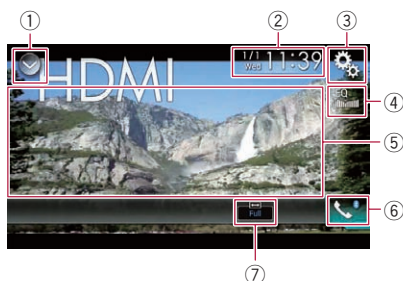 ① ② ③
HDMI
1/1
Wed
11:39
EQ
④
⑤
Full
⑥
⑦